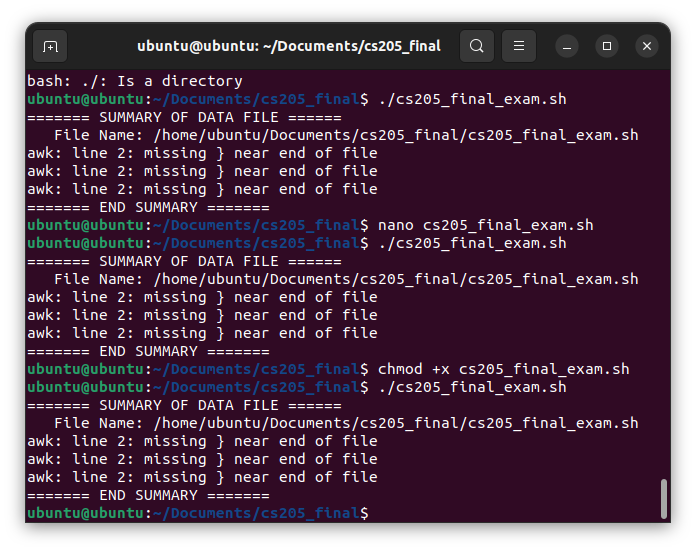 ubuntu@ubuntu: ~/Documents/cs205_final
bash: ./: Is a directory
ubuntu@ubuntu:~/Documents/cs205_final$ ./cs205_final_exam.sh
======= SUMMARY OF DATA FILE ======
   File Name: /home/ubuntu/Documents/cs205_final/cs205_final_exam.sh
awk: line 2: missing } near end of file
awk: line 2: missing } near end of file
awk: line 2: missing } near end of file
======= END SUMMARY =======
ubuntu@ubuntu:~/Documents/cs205_final$ nano cs205_final_exam.sh
ubuntu@ubuntu:~/Documents/cs205_final$ ./cs205_final_exam.sh
======= SUMMARY OF DATA FILE ======
   File Name: /home/ubuntu/Documents/cs205_final/cs205_final_exam.sh
awk: line 2: missing } near end of file
awk: line 2: missing } near end of file
awk: line 2: missing } near end of file
======= END SUMMARY =======
ubuntu@ubuntu:~/Documents/cs205_final$ chmod +x cs205_final_exam.sh
ubuntu@ubuntu:~/Documents/cs205_final$ ./cs205_final_exam.sh
======= SUMMARY OF DATA FILE ======
   File Name: /home/ubuntu/Documents/cs205_final/cs205_final_exam.sh
awk: line 2: missing } near end of file
awk: line 2: missing } near end of file
awk: line 2: missing } near end of file
======= END SUMMARY =======
ubuntu@ubuntu:~/Documents/cs205_final$